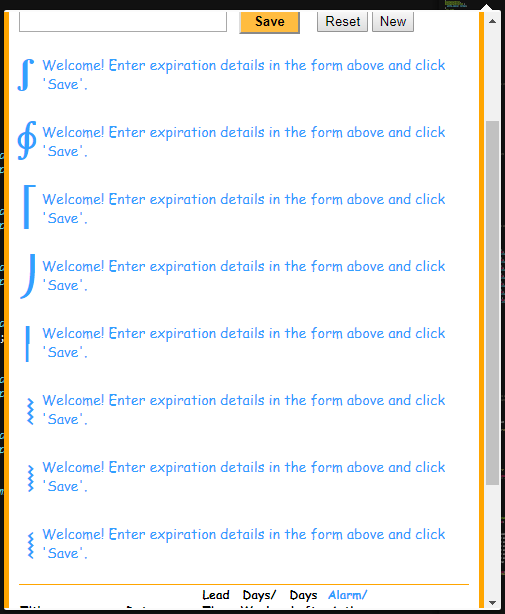 Save Reset New
ʃ Welcome! Enter expiration details in the form above and click
'Save'.
∮ Welcome! Enter expiration details in the form above and click
'Save'.
⎡ Welcome! Enter expiration details in the form above and click
'Save'.
⌡ Welcome! Enter expiration details in the form above and click
'Save'.
| Welcome! Enter expiration details in the form above and click
'Save'.
⌇ Welcome! Enter expiration details in the form above and click
'Save'.
⌇ Welcome! Enter expiration details in the form above and click
'Save'.
⌇ Welcome! Enter expiration details in the form above and click
'Save'.
Lead Days/ Days Alarm/